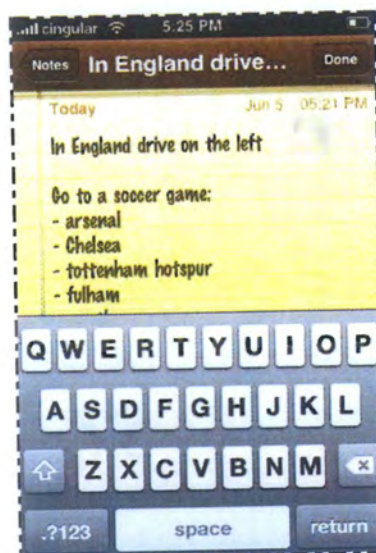 cingular 5:25 PM
Notes In England drive... Done
Today Jun 5 05:21 PM
In England drive on the left
Go to a soccer game:
- arsenal
- Chelsea
- tottenham hotspur
- fulham
Q W E R T Y U I O P
A S D F G H J K L
Z X C V B N M
.?123 space return